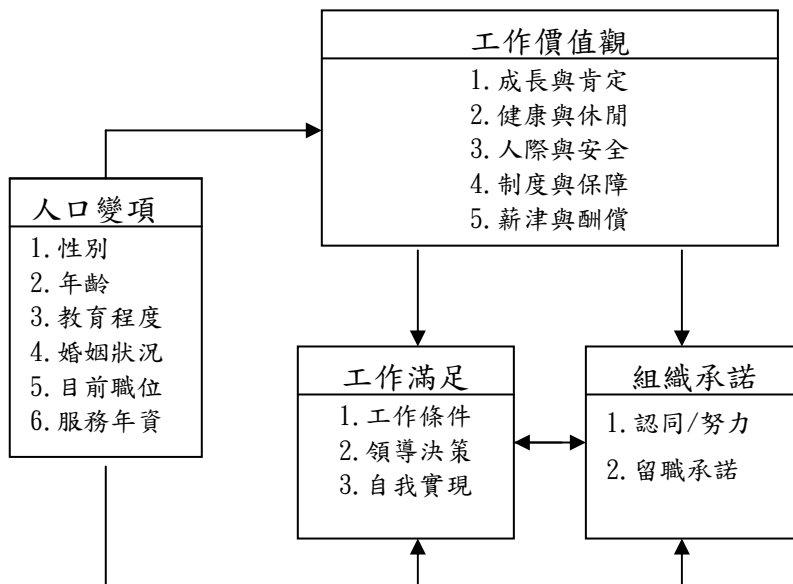 工作價值觀
1.成長與肯定
2.健康與休閒
3.人際與安全
4.制度與保障
5.薪津與酬償
人口變項
1.性別
2.年齡
3.教育程度
4.婚姻狀況
5.目前職位
6.服務年資
工作滿足
1.工作條件
2.領導決策
3.自我實現
組織承諾
1.認同/努力
2.留職承諾